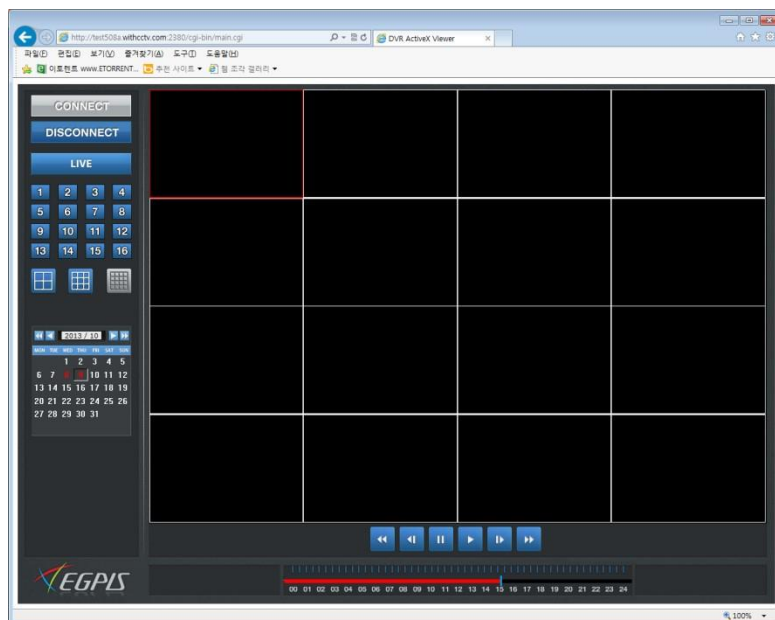 http://test508a.withcctv.com:2380/cgi-bin/main.cgi
DVR ActiveX Viewer
파일(F) 편집(E) 보기(V) 즐겨찾기(A) 도구(T) 도움말(H)
이토렌트 www.ETORRENT... 추천 사이트 웹 조각 갤러리
CONNECT
DISCONNECT
LIVE
1 2 3 4
5 6 7 8
9 10 11 12
13 14 15 16
2013 / 10
MON TUE WED THU FRI SAT SUN
1 2 3 4 5
6 7 8 9 10 11 12
13 14 15 16 17 18 19
20 21 22 23 24 25 26
27 28 29 30 31
EGPIS
00 01 02 03 04 05 06 07 08 09 10 11 12 13 14 15 16 17 18 19 20 21 22 23 24
100%